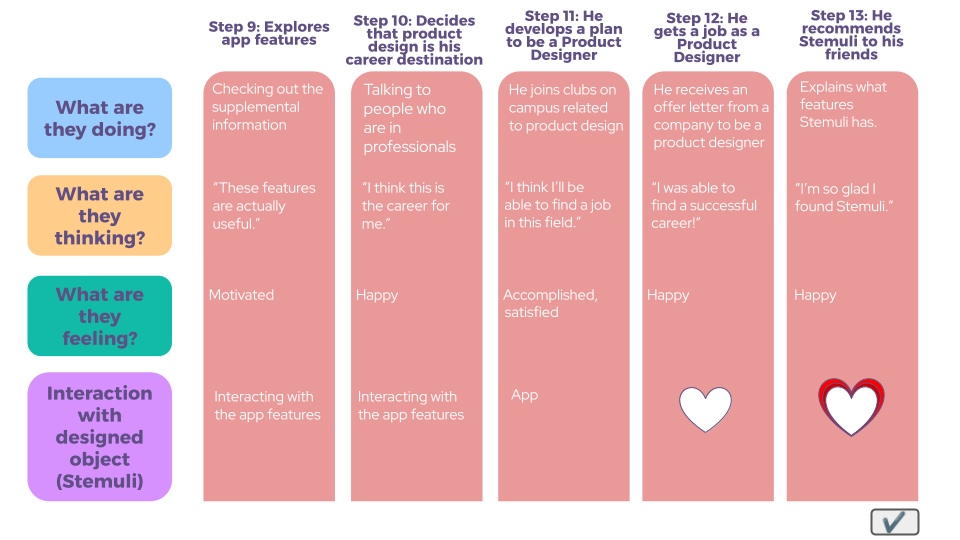 Step 9: Explores
app features
Step 10: Decides
that product
design is his
career destination
Step 11: He
develops a plan
to be a Product
Designer
Step 12: He
gets a job as a
Product
Designer
Step 13: He
recommends
Stemuli to his
friends
What are
they doing?
Checking out the
supplemental
information
Talking to
people who
are in
professionals
He joins clubs on
campus related
to product design
He receives an
offer letter from a
company to be a
product designer
Explains what
features
Stemuli has.
What are
they
thinking?
“These features
are actually
useful.”
“I think this is
the career for
me.”
“I think I’ll be
able to find a job
in this field.”
“I was able to
find a successful
career!”
“I’m so glad I
found Stemuli.”
What are
they
feeling?
Motivated
Happy
Accomplished,
satisfied
Happy
Happy
Interaction
with
designed
object
(Stemuli)
Interacting with
the app features
Interacting with
the app features
App